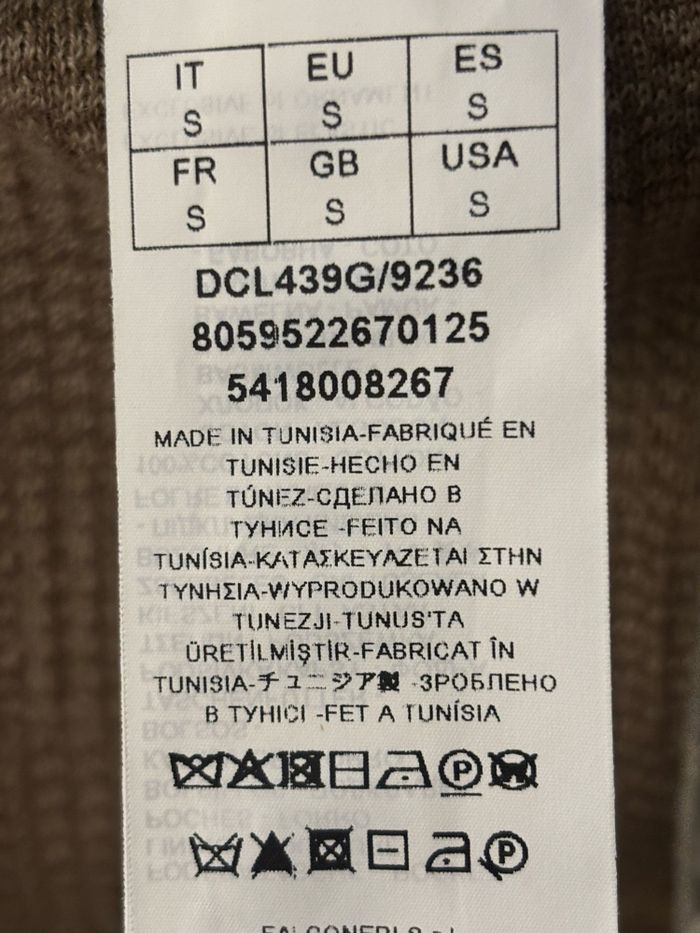 IT EU ES
S S S
FR GB USA
S S S
DCL439G/9236
8059522670125
5418008267
MADE IN TUNISIA-FABRIQUÉ EN
TUNISIE-HECHO EN
TÚNEZ-СДЕЛАНО В
ТУНИСЕ -FEITO NA
TUNÍSIA-ΚΑΤΑΣΚΕΥΑΖΕΤΑΙ ΣΤΗΝ
ΤΥΝΗΣΙΑ-WYPRODUKOWANO W
TUNEZJI-TUNUS'TA
ÜRETİLMİŞTİR-FABRICAT ÎN
TUNISIA-チュニジア製 -ЗРОБЛЕНО
В ТУНІСІ -FET A TUNÍSIA
P W
P